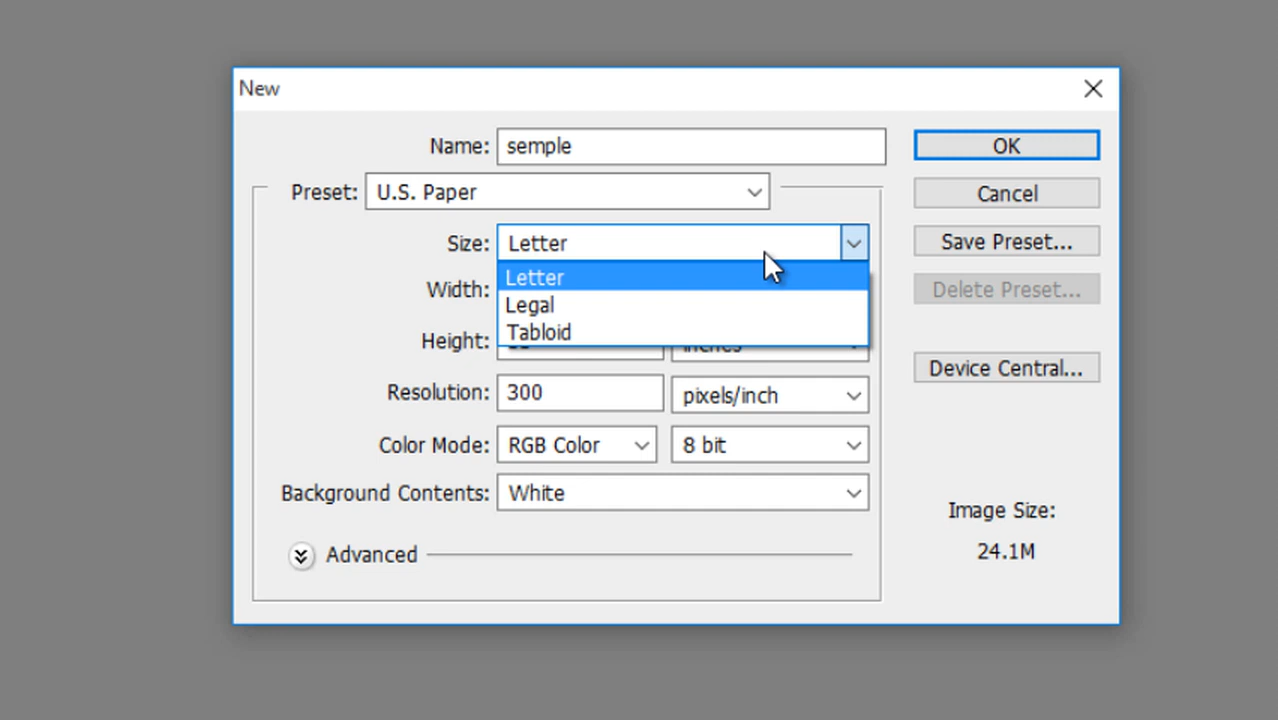 New
Name: semple
OK
Preset: U.S. Paper
Cancel
Size: Letter
Save Preset...
Letter
Width:
Delete Preset...
Legal
Tabloid
Height: inches
Device Central...
Resolution: 300 pixels/inch
Color Mode: RGB Color 8 bit
Background Contents: White
Image Size:
24.1M
Advanced